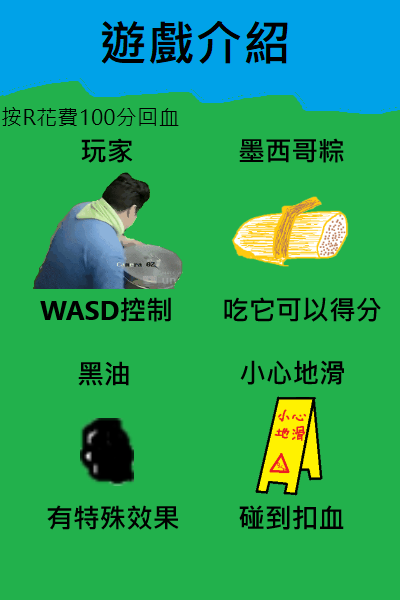 遊戲介紹
按R花費100分回血
玩家
墨西哥粽
Camera 02
WASD控制
吃它可以得分
黑油
小心地滑
小心
地滑
有特殊效果
碰到扣血